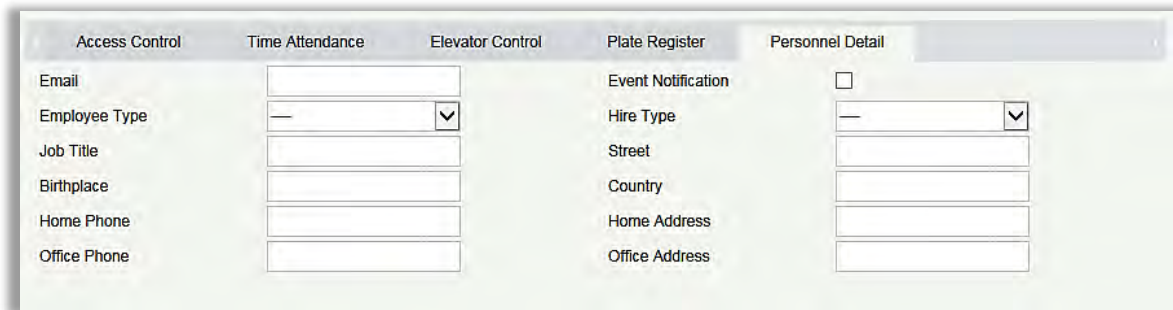 Access Control Time Attendance Elevator Control Plate Register Personnel Detail
Email Event Notification
Employee Type ---- Hire Type ----
Job Title Street
Birthplace Country
Home Phone Home Address
Office Phone Office Address